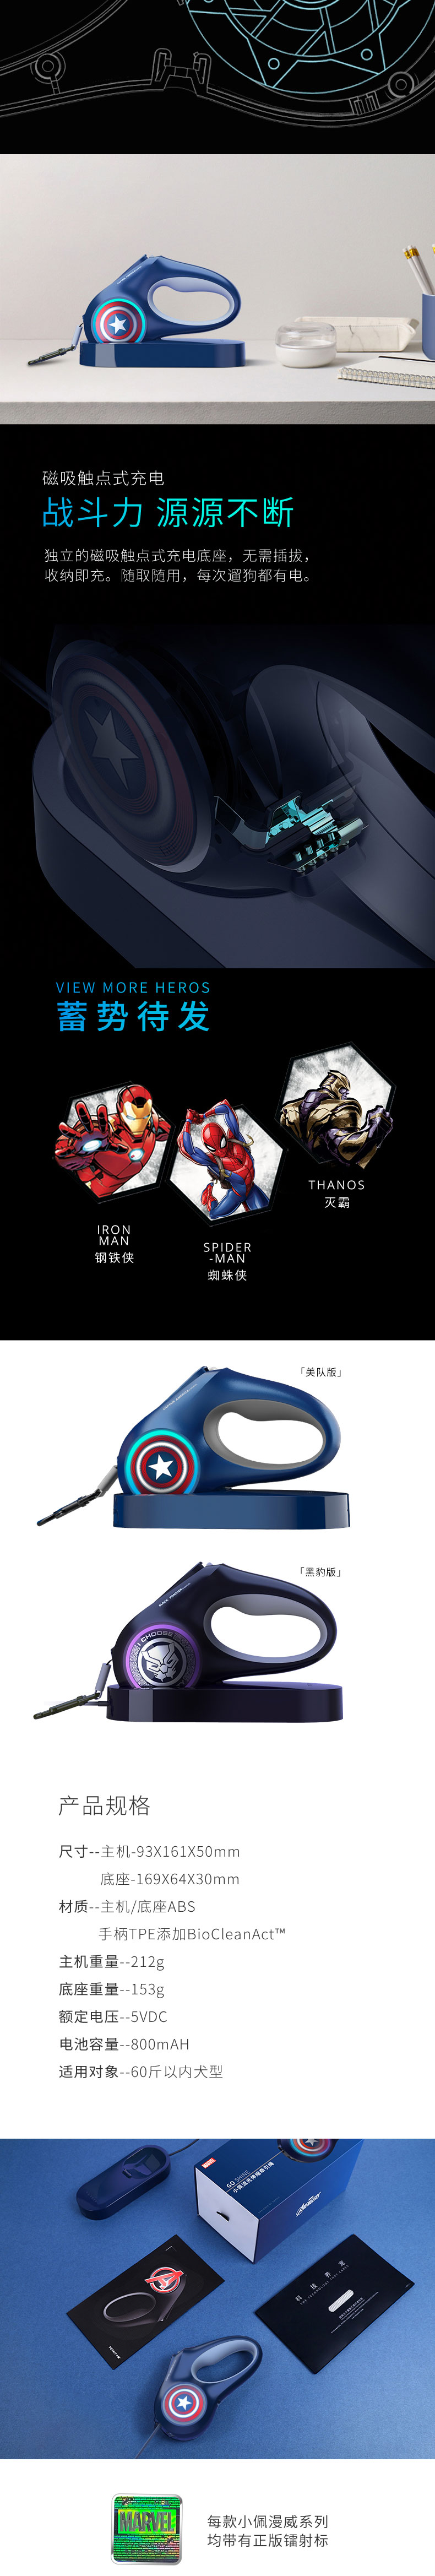 磁吸触点式充电
战斗力 源源不断
独立的磁吸触点式充电底座，无需插拔，
收纳即充。随取随用，每次遛狗都有电。
VIEW MORE HEROS
蓄势待发
THANOS
灭霸
IRON
MAN
钢铁侠
SPIDER
-MAN
蜘蛛侠
「美队版」
「黑豹版」
I CHOOSE
产品规格
尺寸--主机-93X161X50mm
底座-169X64X30mm
材质--主机/底座ABS
手柄TPE添加BioCleanAct™
主机重量--212g
底座重量--153g
额定电压--5VDC
电池容量--800mAH
适用对象--60斤以内犬型
MARVEL
GO SHINE
科技养宠
MARVEL
每款小佩漫威系列
均带有正版镭射标